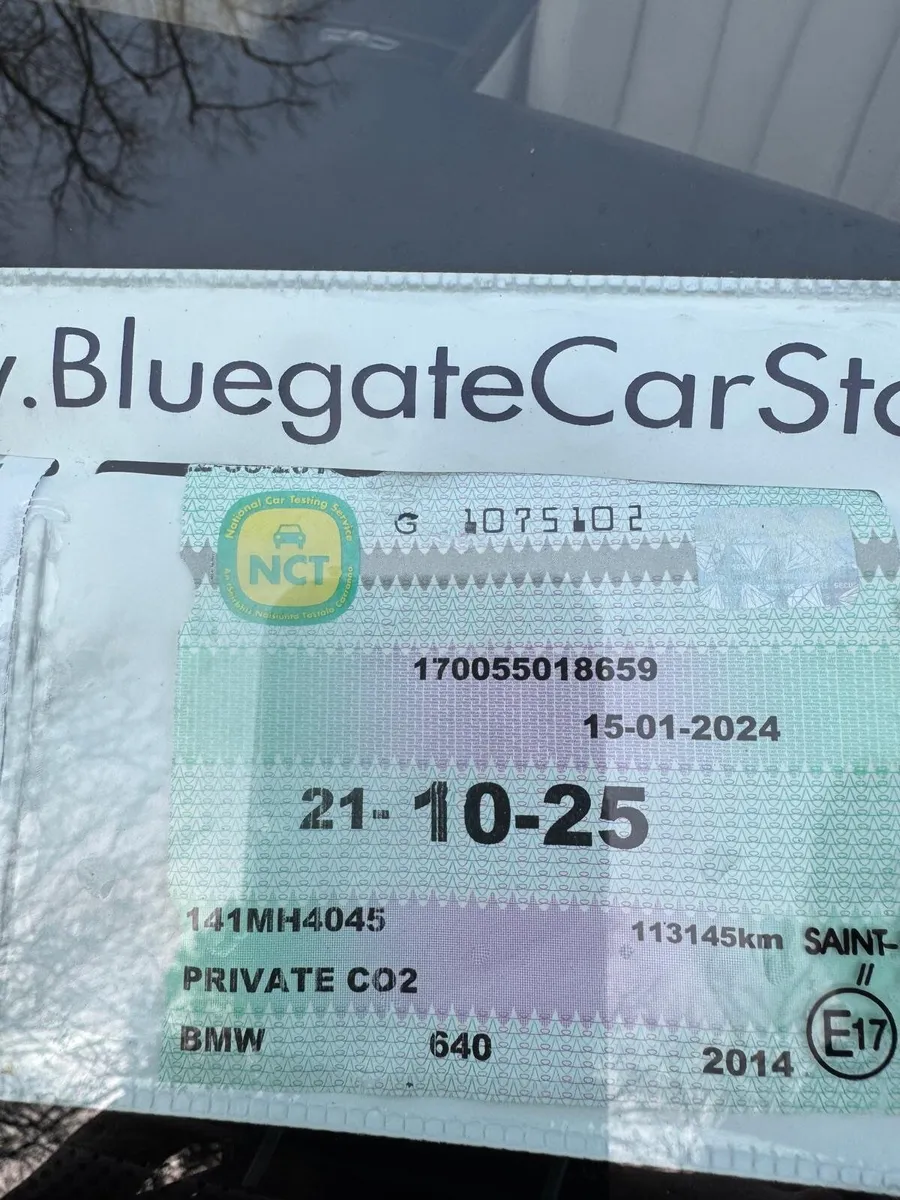 .BluegateCarSto
National Car Testing Service
NCT
G 1075102
170055018659
15-01-2024
21-10-25
141MH4045
113145km
PRIVATE CO2
BMW 640 2014
SAINT-
//
E17